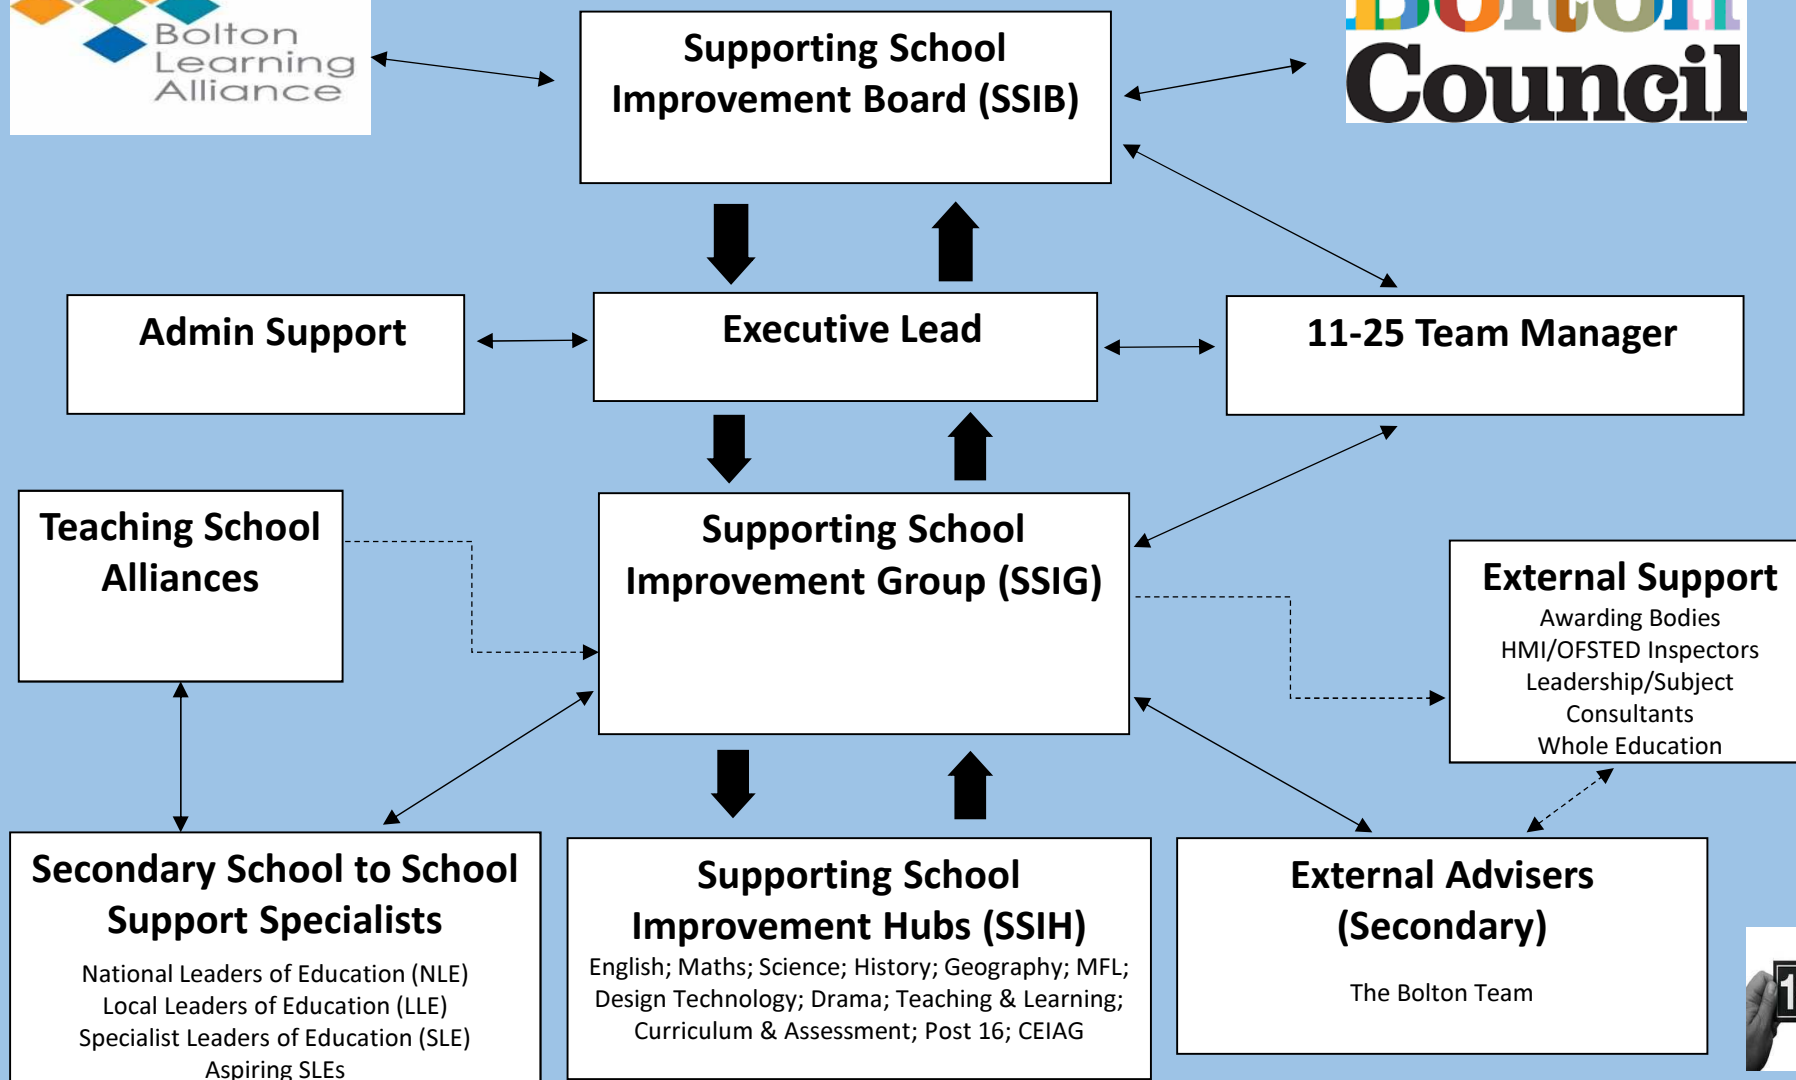 Bolton
Learning
Alliance
Supporting School
Improvement Board (SSIB)
Bolton
Council
Admin Support
Executive Lead
11-25 Team Manager
Teaching School
Alliances
Supporting School
Improvement Group (SSIG)
External Support
Awarding Bodies
HMI/OFSTED Inspectors
Leadership/Subject
Consultants
Whole Education
Secondary School to School
Support Specialists
National Leaders of Education (NLE)
Local Leaders of Education (LLE)
Specialist Leaders of Education (SLE)
Aspiring SLEs
Supporting School
Improvement Hubs (SSIH)
English; Maths; Science; History; Geography; MFL;
Design Technology; Drama; Teaching & Learning;
Curriculum & Assessment; Post 16; CEIAG
External Advisers
(Secondary)
The Bolton Team